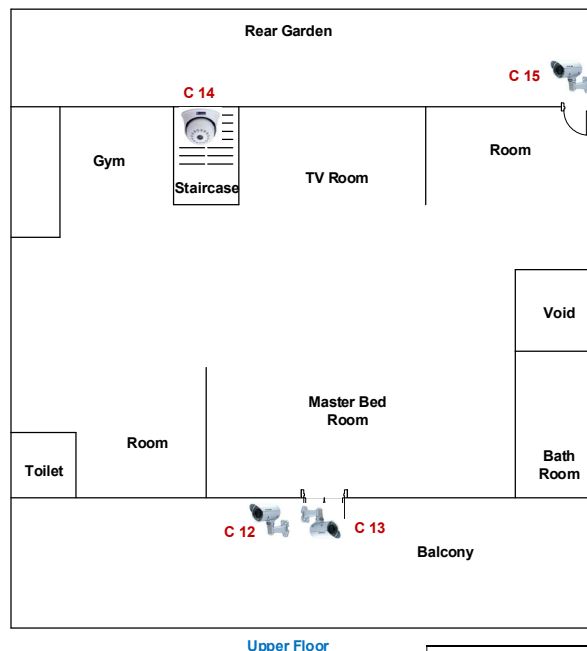 Rear Garden
C 15
C 14
Gym
Staircase
TV Room
Room
Void
Master Bed
Room
Room
Toilet
Bath
Room
C 12
C 13
Balcony
Upper Floor